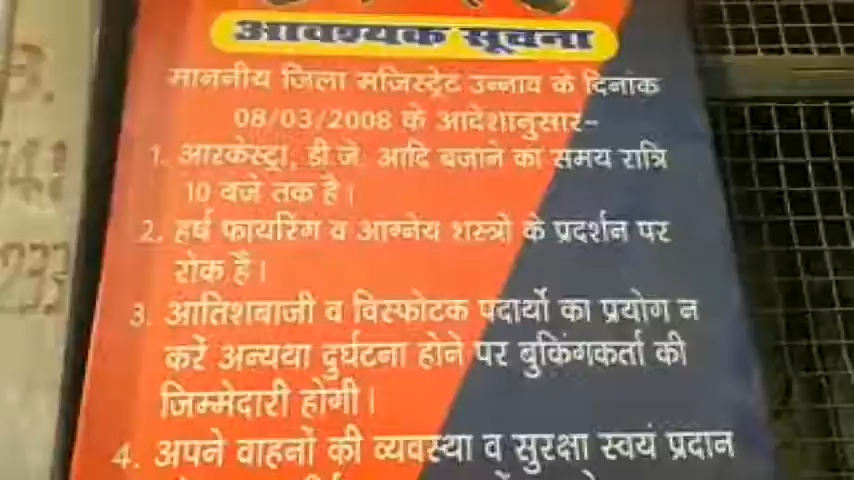 आवश्यक सूचना
माननीय जिला मजिस्ट्रेट उन्नाव के दिनांक
08/03/2008 के आदेशानुसार-
1. आरकेस्ट्रा, डी.जे. आदि बजाने का समय रात्रि
10 बजे तक है।
2. हर्ष फायरिंग व आग्नेय शस्त्रो के प्रदर्शन पर
रोक है।
3. आतिशबाजी व विस्फोटक पदार्थो का प्रयोग न
करें अन्यथा दुर्घटना होने पर बुकिंगकर्ता की
जिम्मेदारी होगी।
4. अपने वाहनों की व्यवस्था व सुरक्षा स्वयं प्रदान